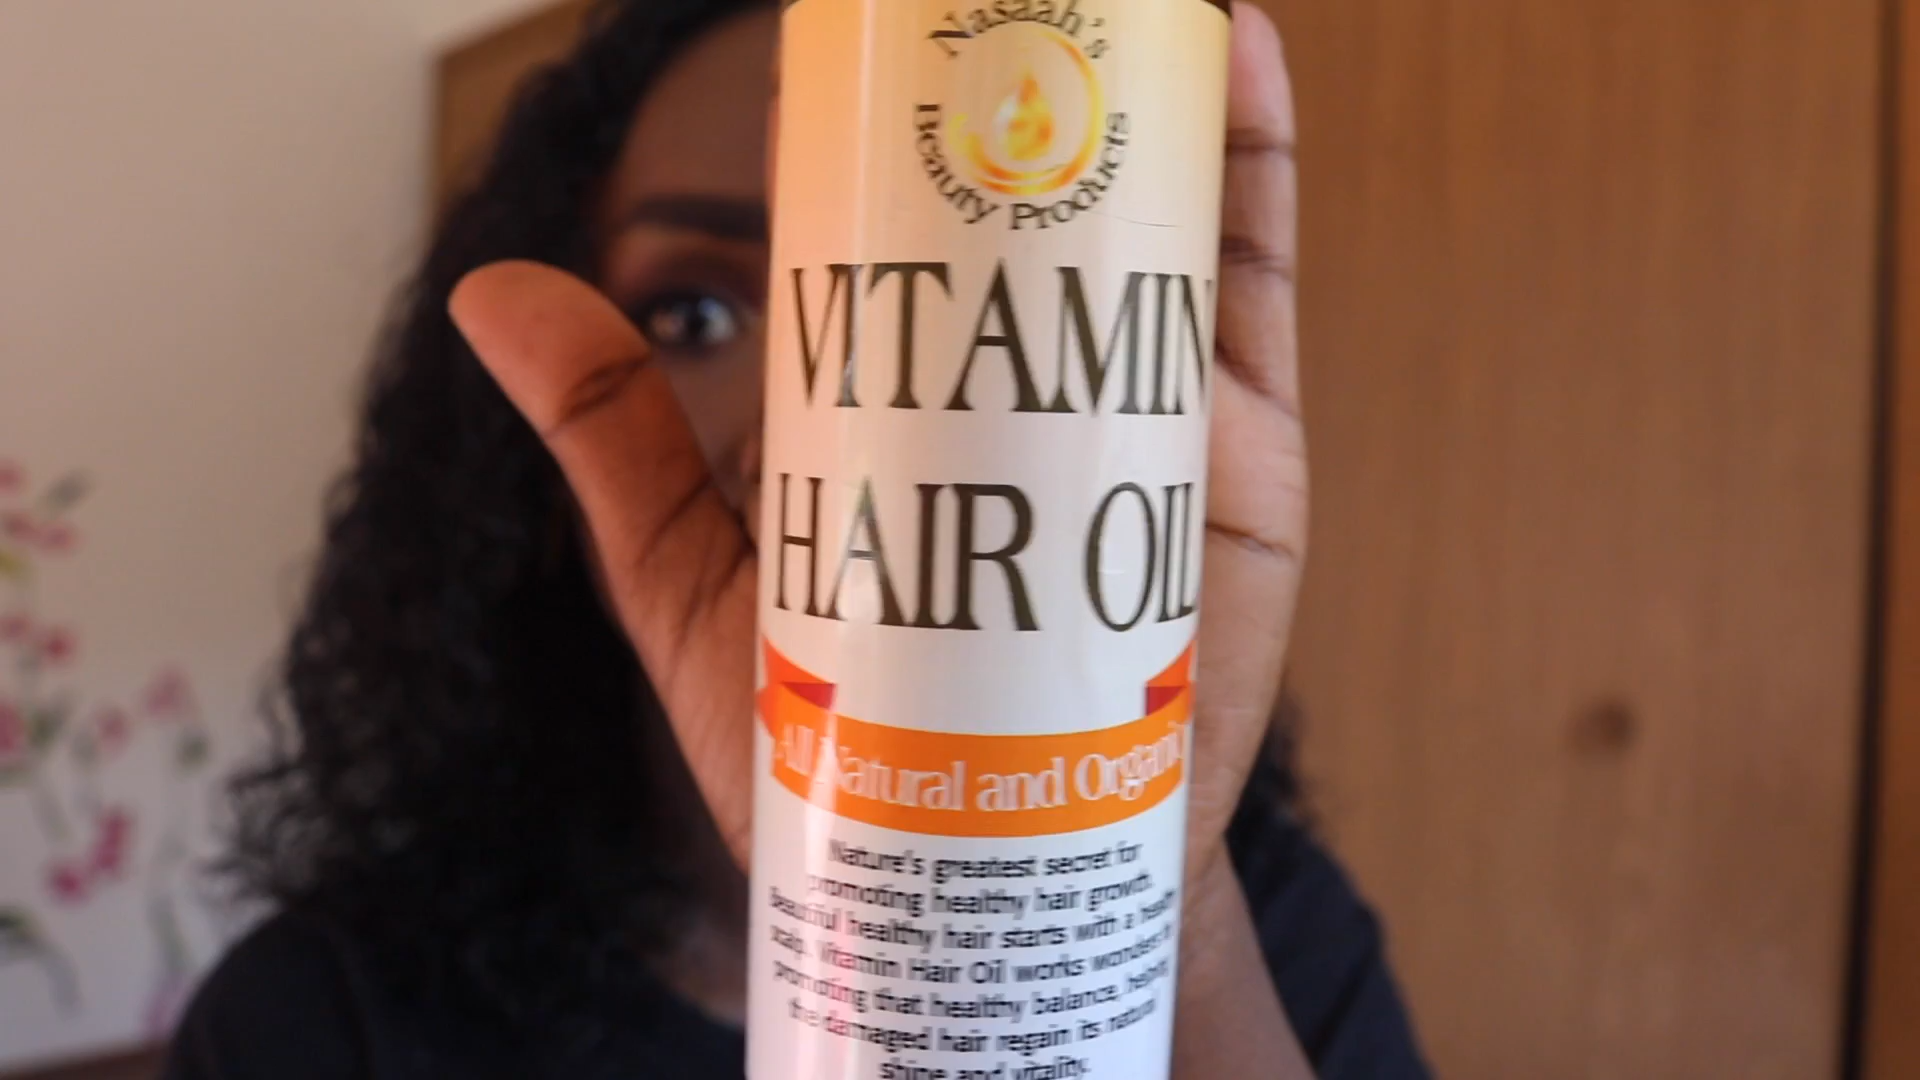 Nasaah's
Beauty Products
VITAMIN
HAIR OIL
All Natural and Organic
Nature's greatest secret for
promoting healthy hair growth.
Beautiful healthy hair starts with a healthy
scalp. Vitamin Hair Oil works wonders in
promoting that healthy balance, helping
the damaged hair regain its natural
shine and vitality.